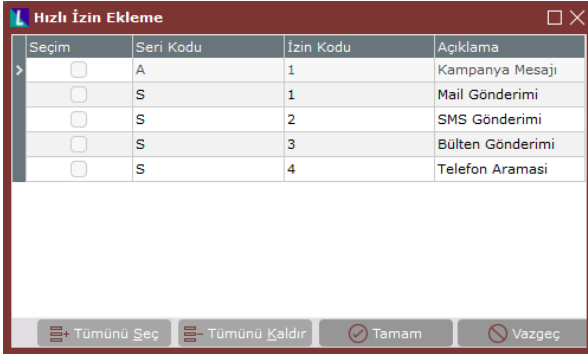 Hızlı İzin Ekleme
Seçim Seri Kodu İzin Kodu Açıklama
A 1 Kampanya Mesajı
S 1 Mail Gönderimi
S 2 SMS Gönderimi
S 3 Bülten Gönderimi
S 4 Telefon Aramasi
Tümünü Seç Tümünü Kaldır Tamam Vazgeç